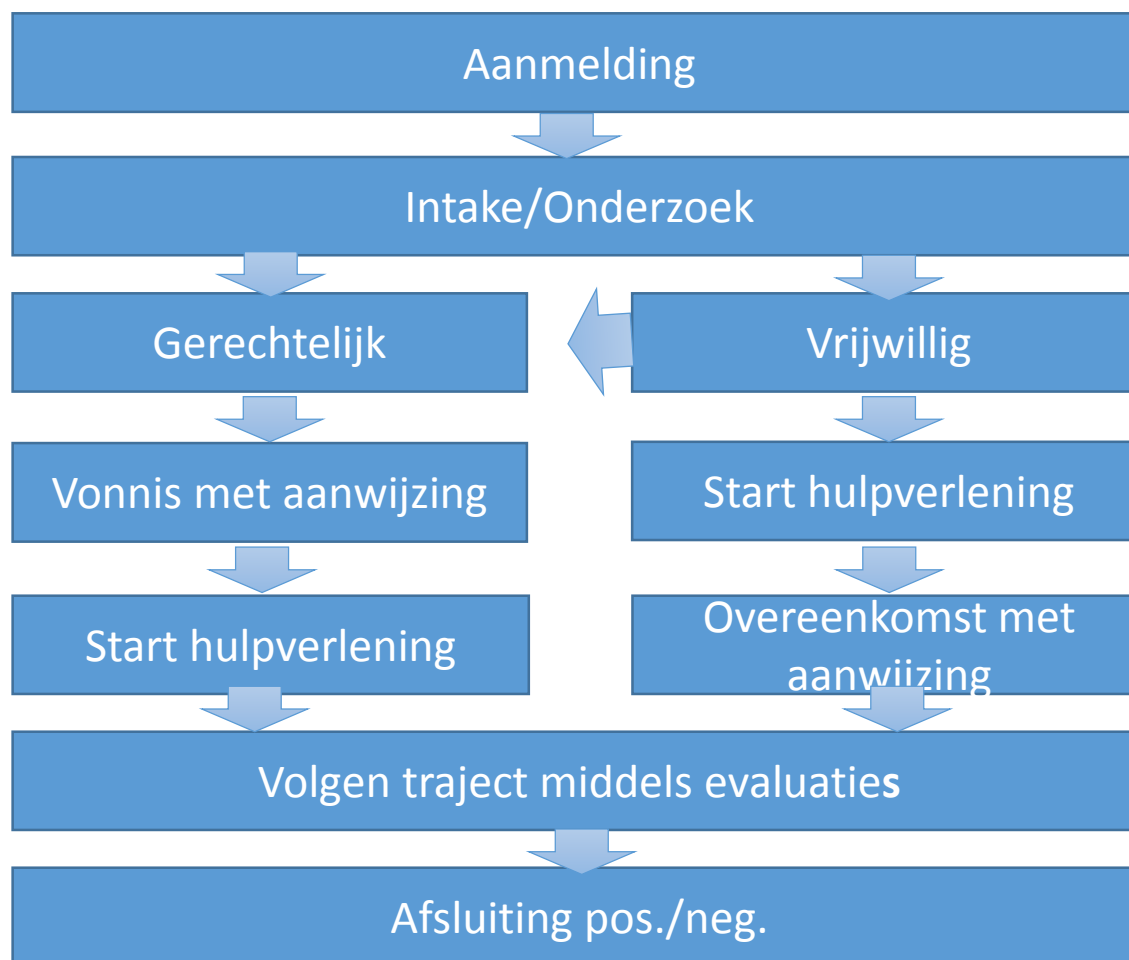 Aanmelding
Intake/Onderzoek
Gerechtelijk
Vrijwillig
Vonnis met aanwijzing
Start hulpverlening
Start hulpverlening
Overeenkomst met
aanwijzing
Volgen traject middels evaluaties
Afsluiting pos./neg.